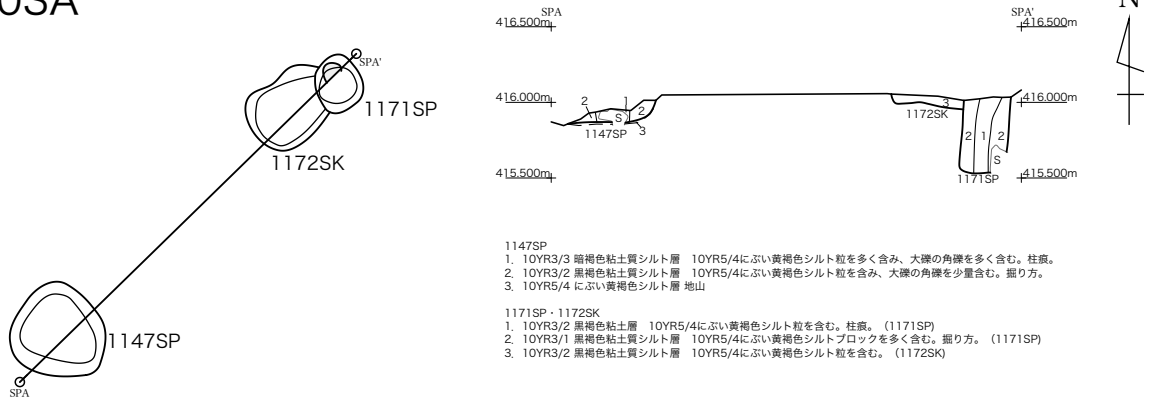 0SA
SPA
SPA'
N
416.500m
416.500m
SPA'
1171SP
1172SK
2
1
S
2
3
1147SP
416.000m
416.000m
3
1172SK
2
1
2
S
1171SP
415.500m
415.500m
1147SP
SPA
1147SP
1. 10YR3/3 暗褐色粘土質シルト層 10YR5/4にぶい黄褐色シルト粒を多く含み、大礫の角礫を多く含む。柱痕。
2. 10YR3/2 黒褐色粘土質シルト層 10YR5/4にぶい黄褐色シルト粒を含み、大礫の角礫を少量含む。掘り方。
3. 10YR5/4 にぶい黄褐色シルト層 地山
1171SP・1172SK
1. 10YR3/2 黒褐色粘土層 10YR5/4にぶい黄褐色シルト粒を含む。柱痕。（1171SP)
2. 10YR3/1 黒褐色粘土質シルト層 10YR5/4にぶい黄褐色シルトブロックを多く含む。掘り方。（1171SP)
3. 10YR3/2 黒褐色粘土質シルト層 10YR5/4にぶい黄褐色シルト粒を含む。（1172SK)